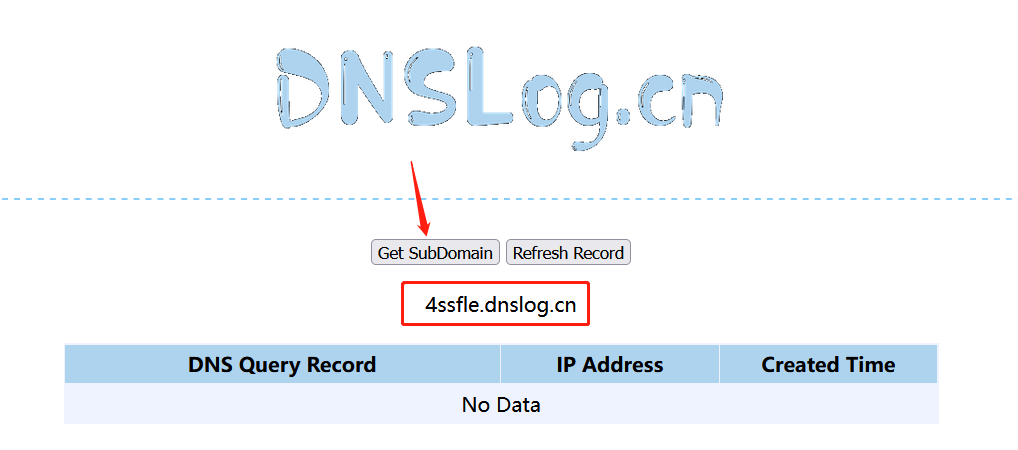 DNSLog.cn
Get SubDomain Refresh Record
4ssfle.dnslog.cn
DNS Query Record IP Address Created Time
No Data